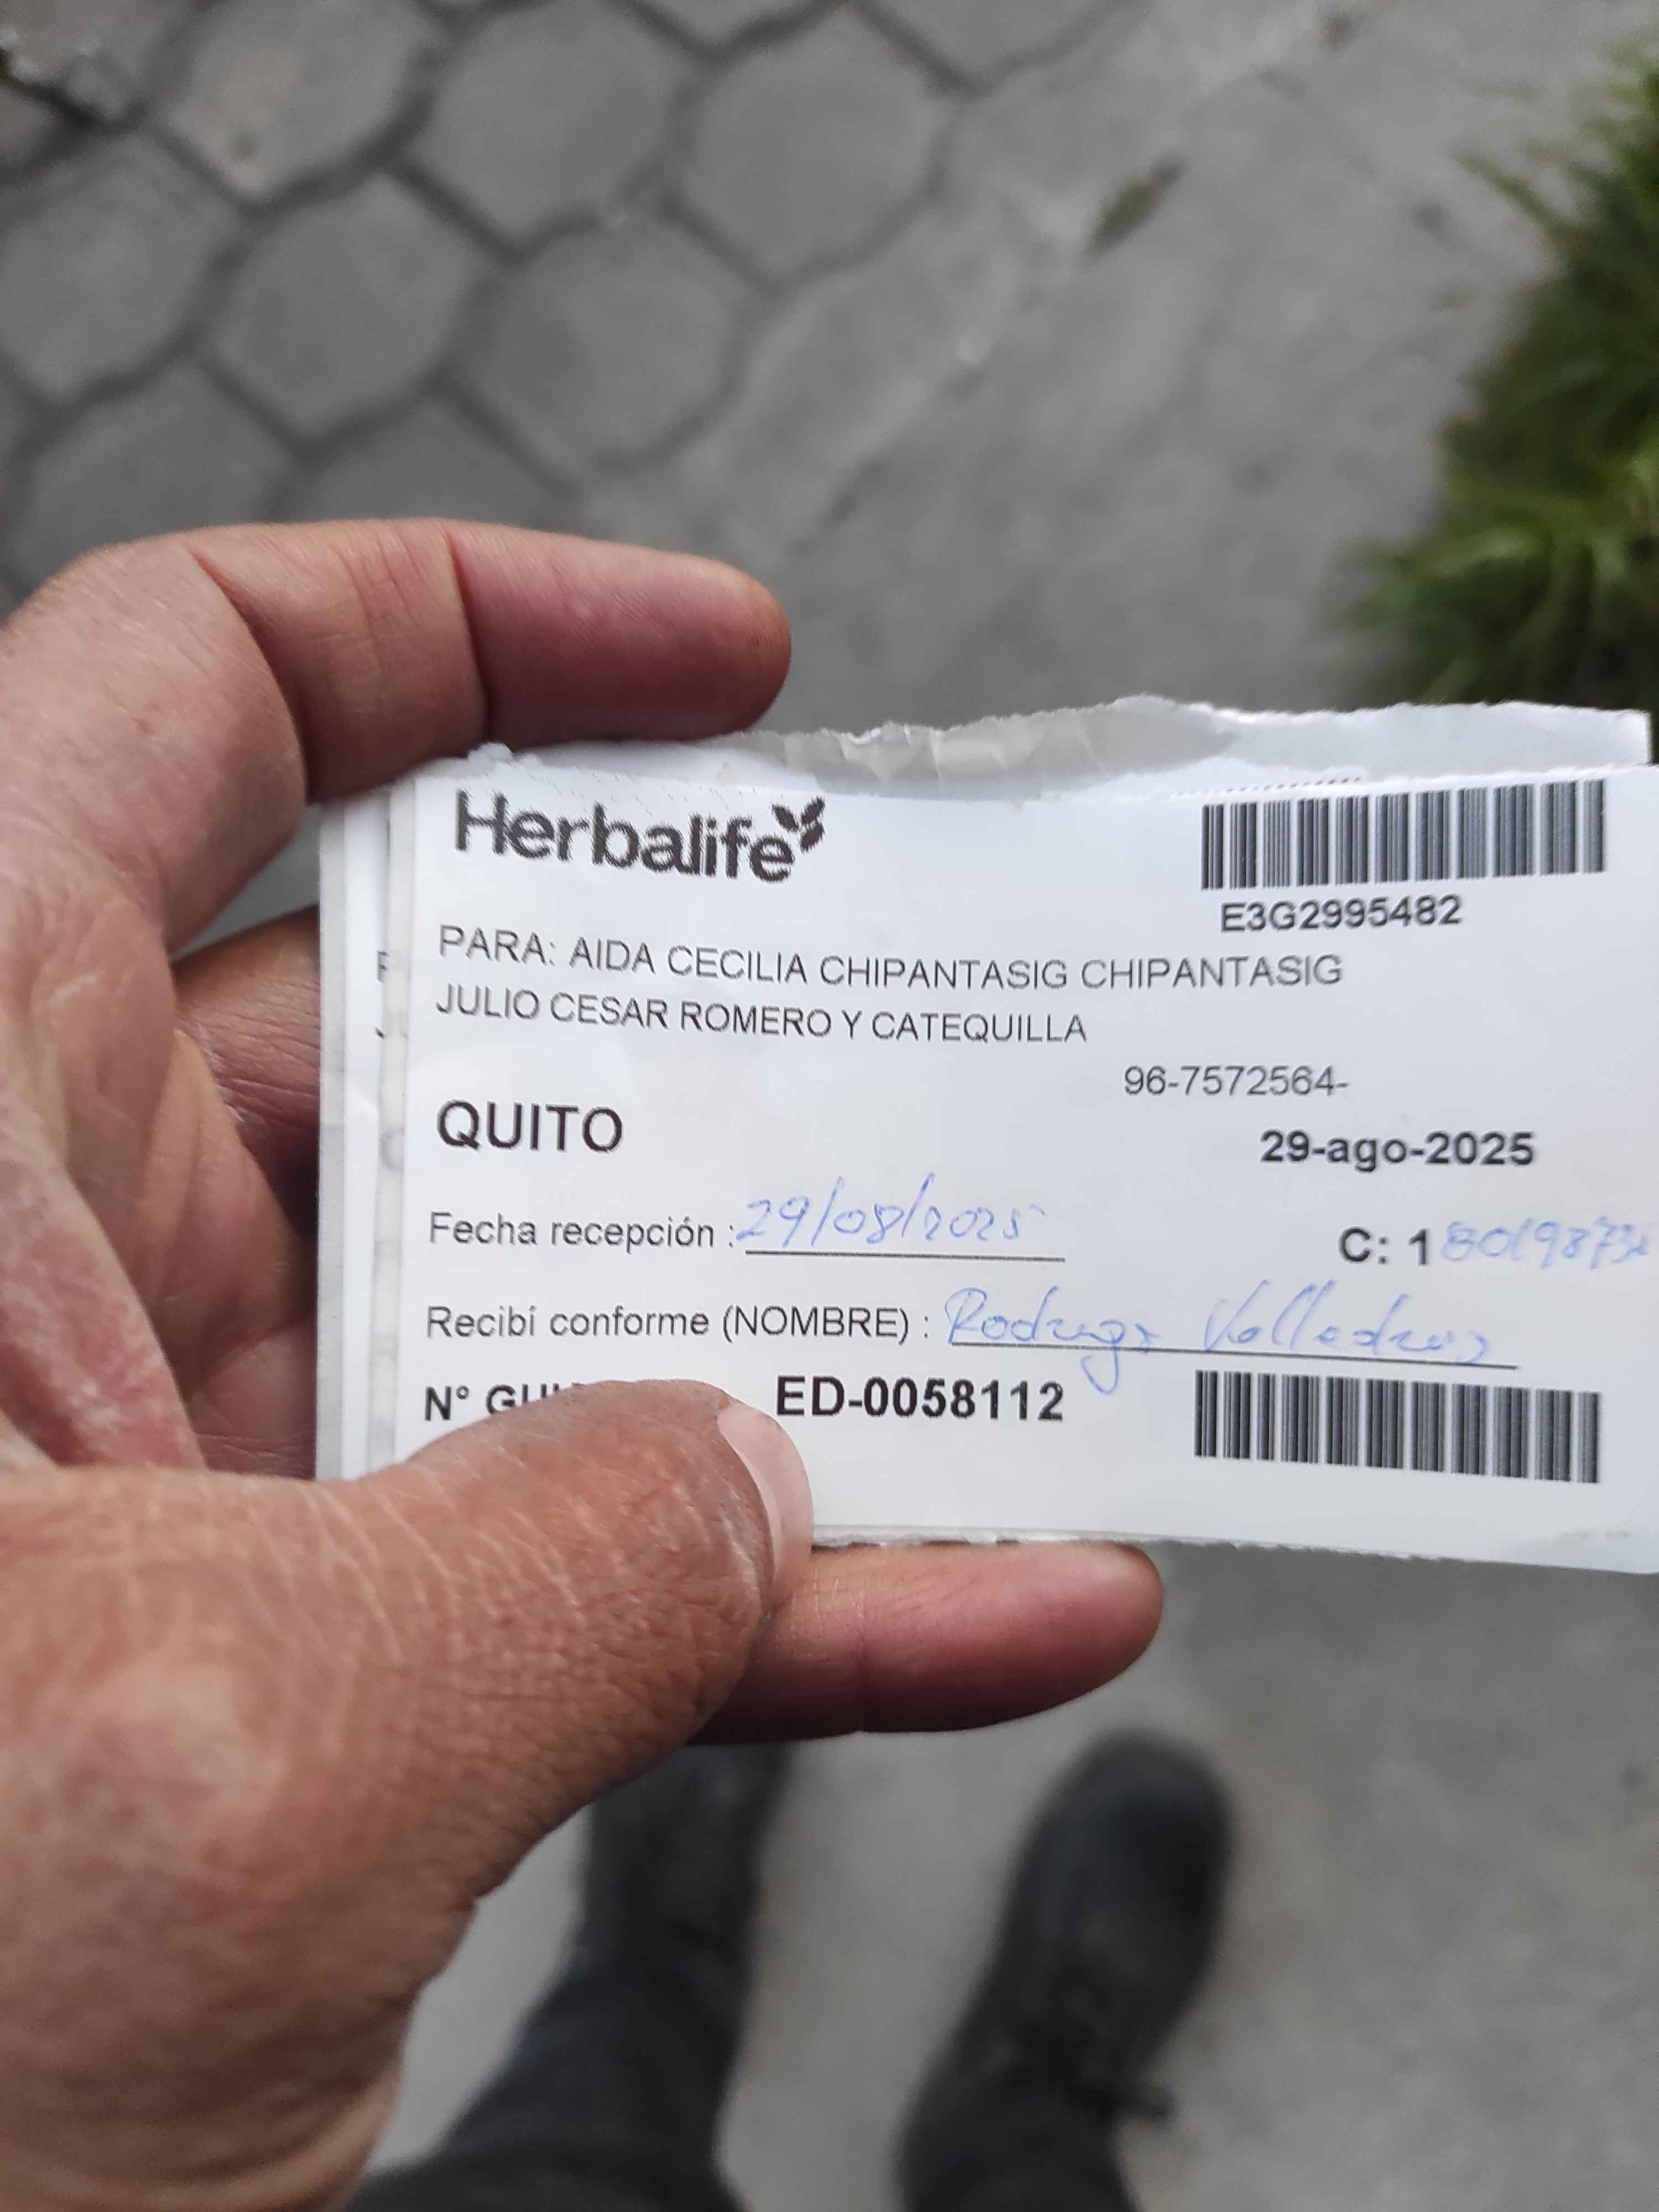 Herbalife
E3G2995482
PARA: AIDA CECILIA CHIPANTASIG CHIPANTASIG
JULIO CESAR ROMERO Y CATEQUILLA
96-7572564-
QUITO
29-ago-2025
Fecha recepción : 29/08/2025
C: 1
Recibí conforme (NOMBRE) : Rodrigo
N° ED-0058112